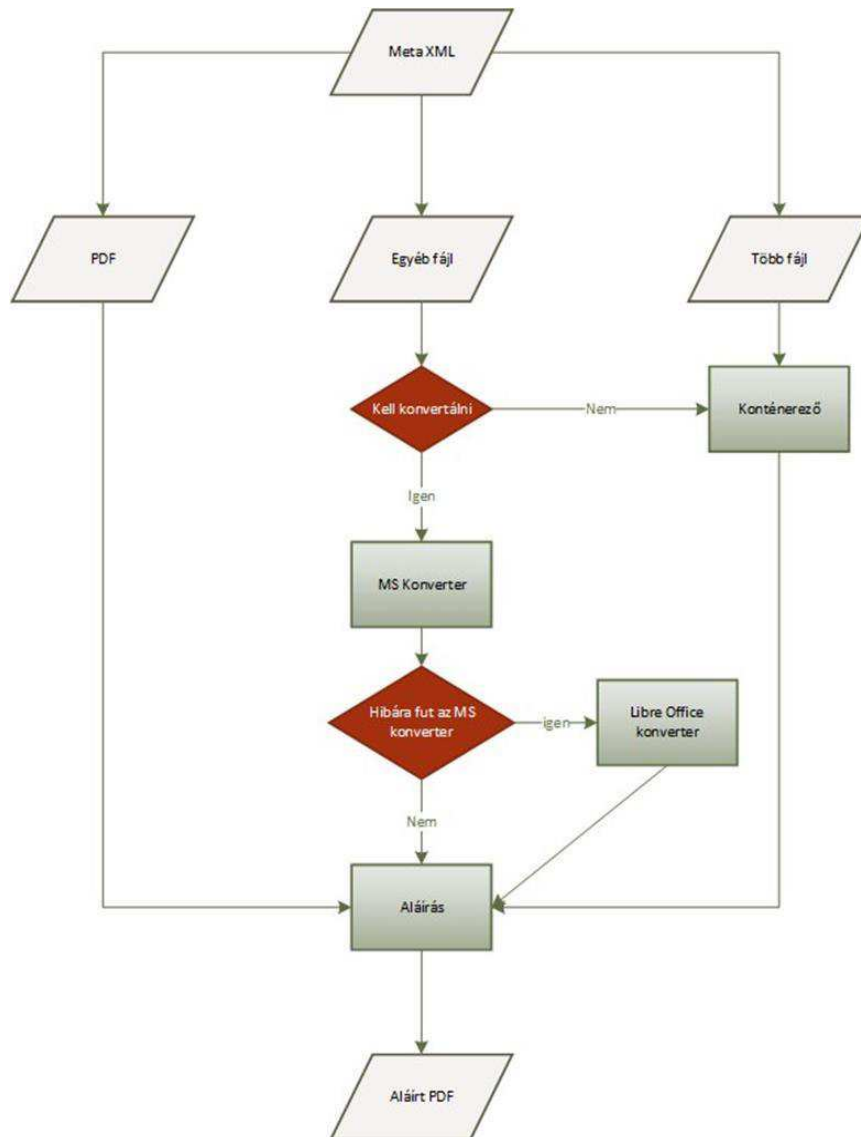 Meta XML
PDF
Egyéb fájl
Több fájl
Kell konvertálni
Nem
Konténerező
Igen
MS Konverter
Hibára fut az MS
konverter
igen
Libre Office
konverter
Nem
Aláírás
Aláírt PDF